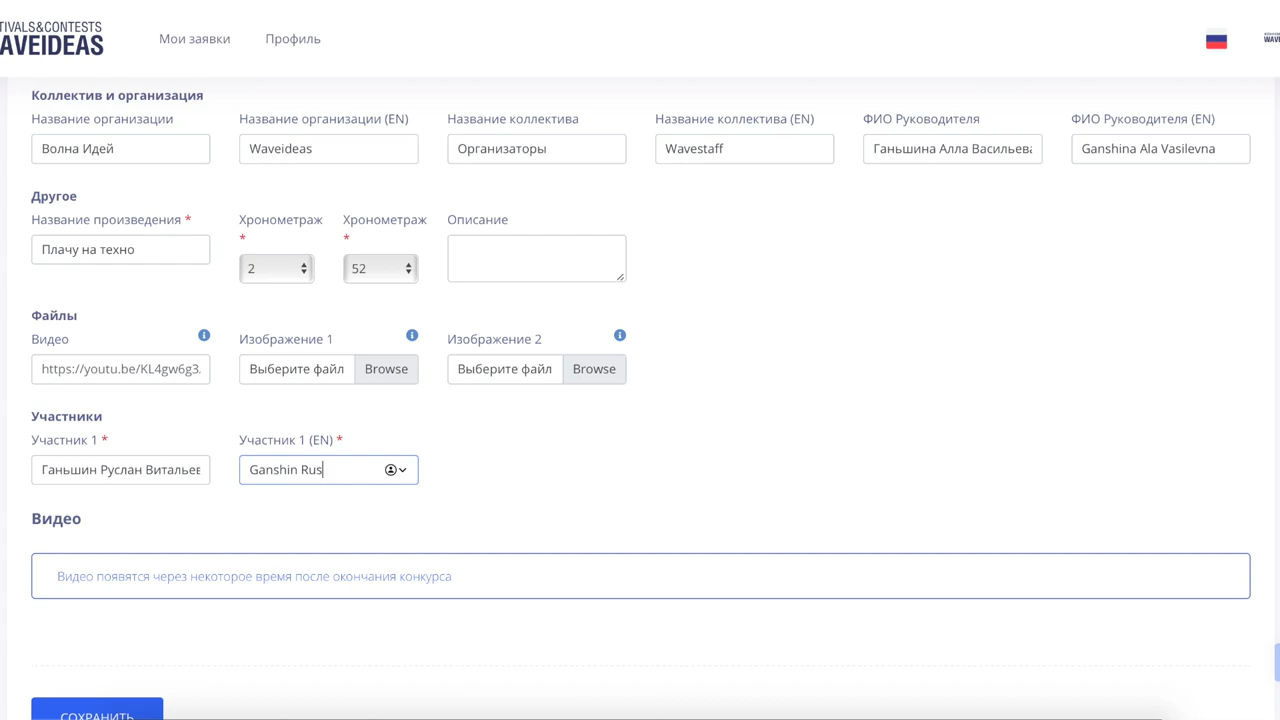 TIVALS&CONTESTS
AVEIDEAS
Мои заявки
Профиль
Коллектив и организация
Название организации
Название организации (EN)
Название коллектива
Название коллектива (EN)
ФИО Руководителя
ФИО Руководителя (EN)
Волна Идей
Waveideas
Организаторы
Wavestaff
Ганьшина Алла Васильева
Ganshina Ala Vasilevna
Другое
Название произведения *
Хронометраж *
Хронометраж *
Описание
Плачу на техно
2
52
Файлы
Видео
Изображение 1
Изображение 2
https://youtu.be/KL4gw6g3.
Выберите файл
Browse
Выберите файл
Browse
Участники
Участник 1 *
Участник 1 (EN) *
Ганьшин Руслан Витальев
Ganshin Rus
Видео
Видео появятся через некоторое время после окончания конкурса
СОХРАНИТЬ